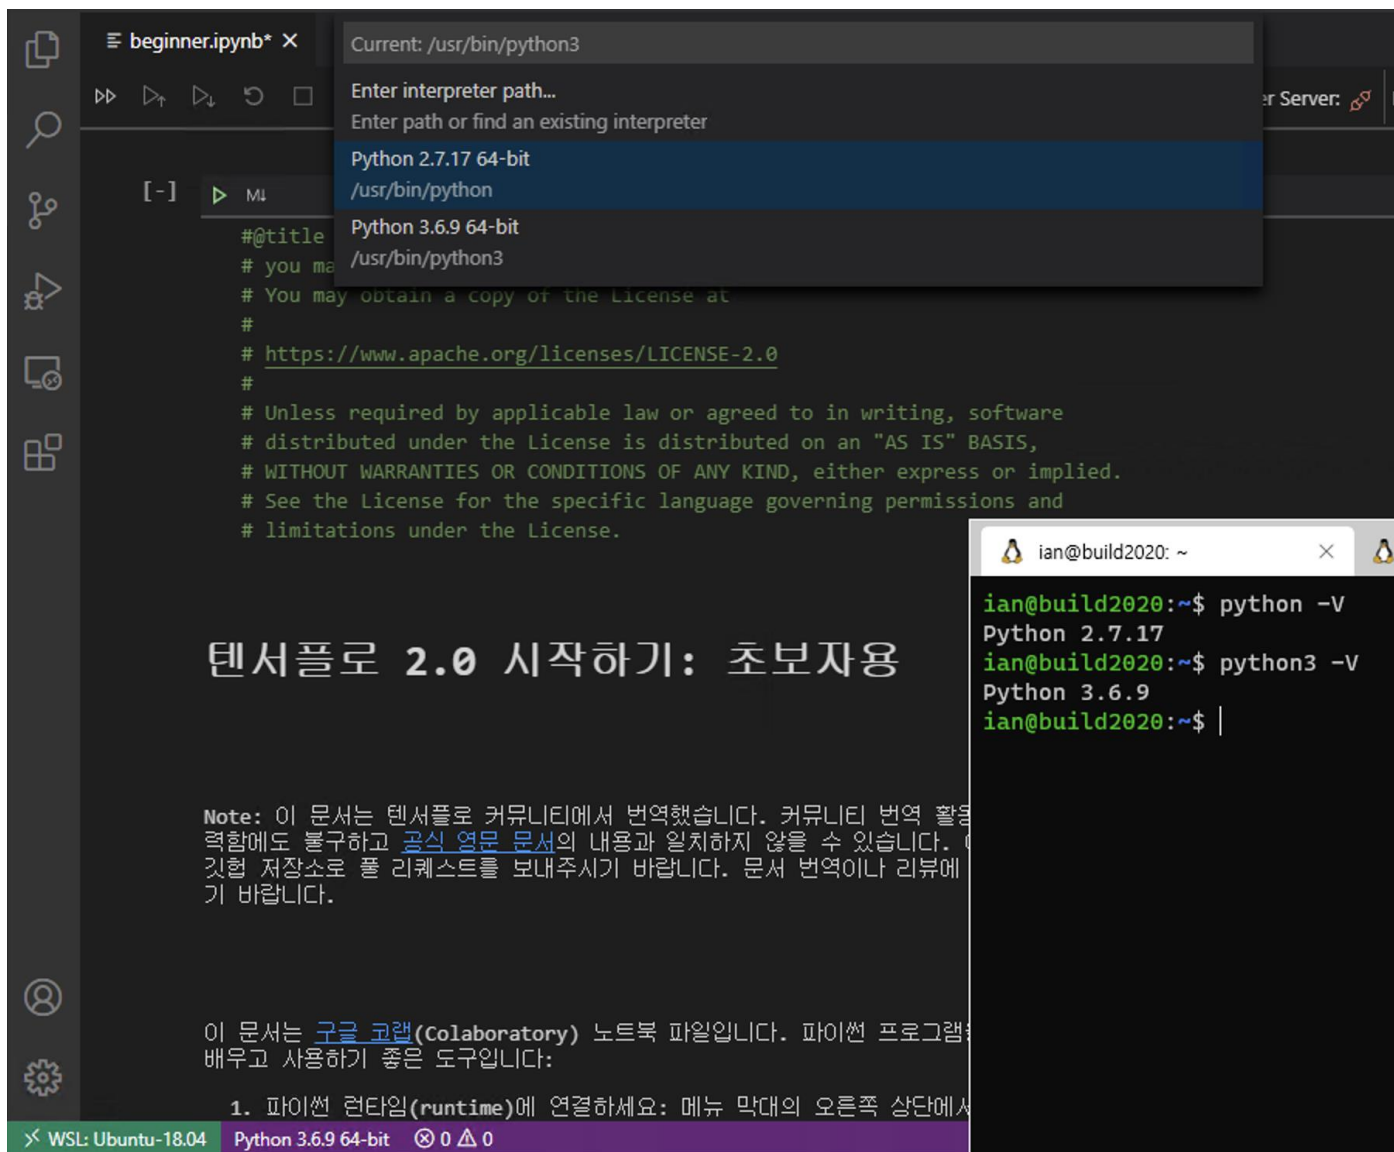 beginner.ipynb*
Current: /usr/bin/python3
Enter interpreter path...
Enter path or find an existing interpreter
Python 2.7.17 64-bit
/usr/bin/python
Python 3.6.9 64-bit
/usr/bin/python3
er Server:
[-]
M↓
#@title
# you ma
# You may obtain a copy of the License at
#
# https://www.apache.org/licenses/LICENSE-2.0
#
# Unless required by applicable law or agreed to in writing, software
# distributed under the License is distributed on an "AS IS" BASIS,
# WITHOUT WARRANTIES OR CONDITIONS OF ANY KIND, either express or implied.
# See the License for the specific language governing permissions and
# limitations under the License.
텐서플로 2.0 시작하기: 초보자용
Note: 이 문서는 텐서플로 커뮤니티에서 번역했습니다. 커뮤니티 번역 활동
력함에도 불구하고 공식 영문 문서의 내용과 일치하지 않을 수 있습니다.
깃헙 저장소로 풀 리퀘스트를 보내주시기 바랍니다. 문서 번역이나 리뷰에
기 바랍니다.
이 문서는 구글 코랩(Colaboratory) 노트북 파일입니다. 파이썬 프로그램
배우고 사용하기 좋은 도구입니다:
1. 파이썬 런타임(runtime)에 연결하세요: 메뉴 막대의 오른쪽 상단에서
ian@build2020: ~
ian@build2020:~$ python -V
Python 2.7.17
ian@build2020:~$ python3 -V
Python 3.6.9
ian@build2020:~$
WSL: Ubuntu-18.04
Python 3.6.9 64-bit
0
0